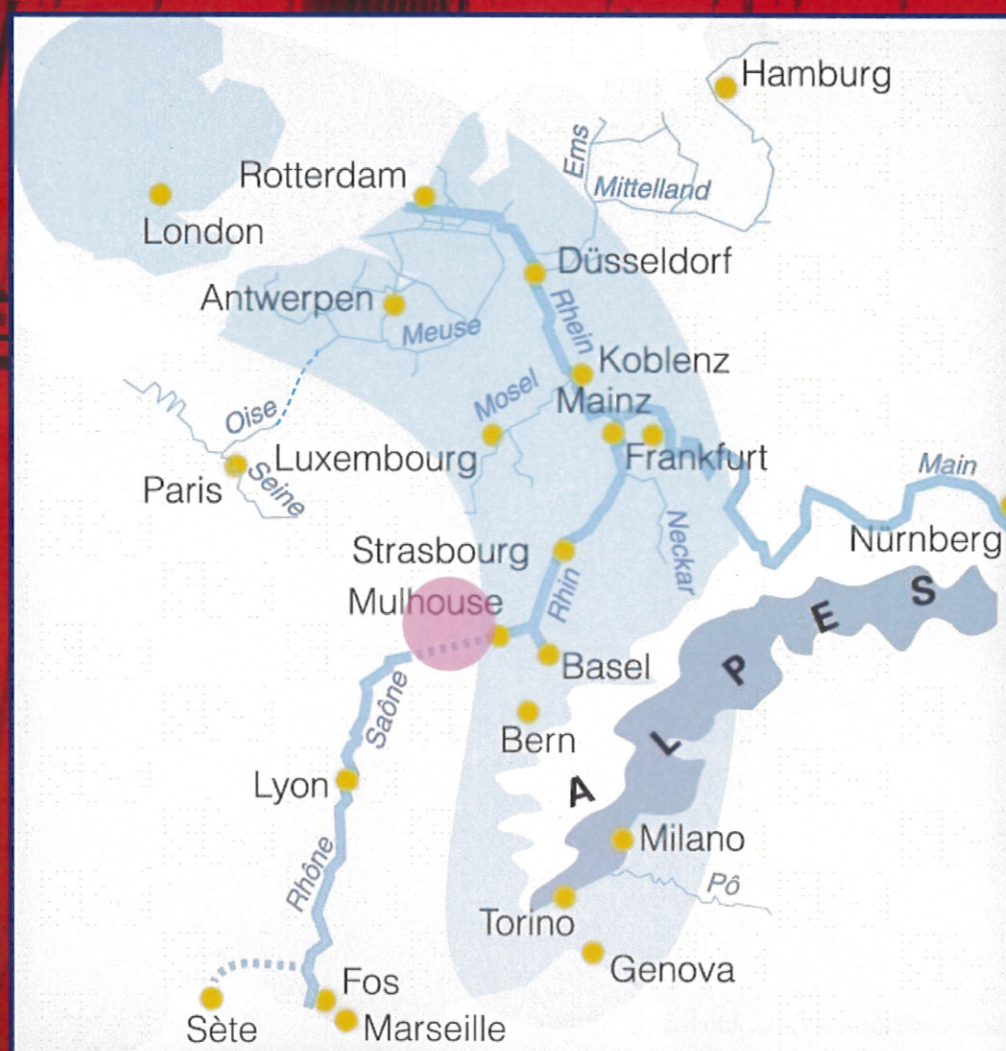 Hamburg
Ems
Rotterdam
Mittelland
London
Düsseldorf
Antwerpen
Rhein
Meuse
Koblenz
Mosel
Mainz
Oise
Luxembourg
Frankfurt
Main
Paris
Seine
Neckar
Nürnberg
Strasbourg
Mulhouse
Rhin
Basel
Saône
Bern
A L P E S
Lyon
Milano
Rhône
Pô
Torino
Genova
Fos
Sète
Marseille